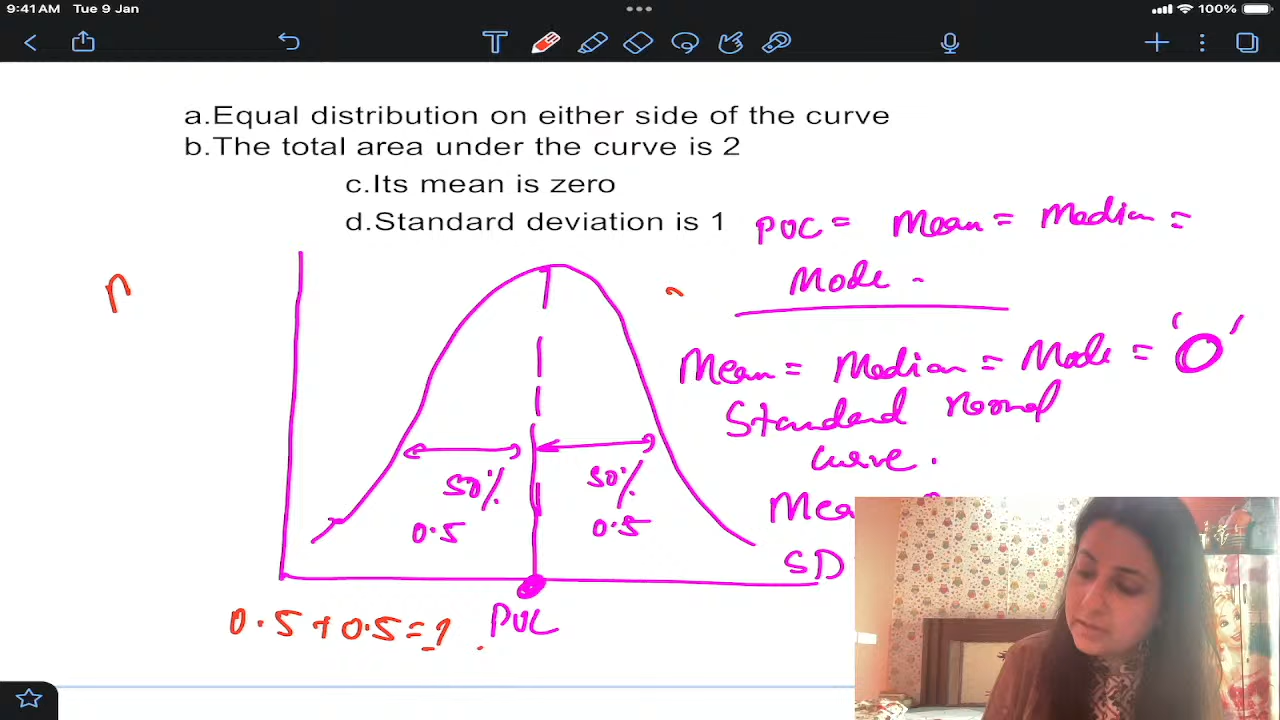 9:41 AM Tue 9 Jan
100%
a.Equal distribution on either side of the curve
b.The total area under the curve is 2
c.Its mean is zero
d.Standard deviation is 1
POC = Mean = Median =
Mode
Mean = Median = Mode = '0'
Standard normal
curve.
50% 50%
0.5 0.5
SD
0.5 + 0.5 = 1
POC